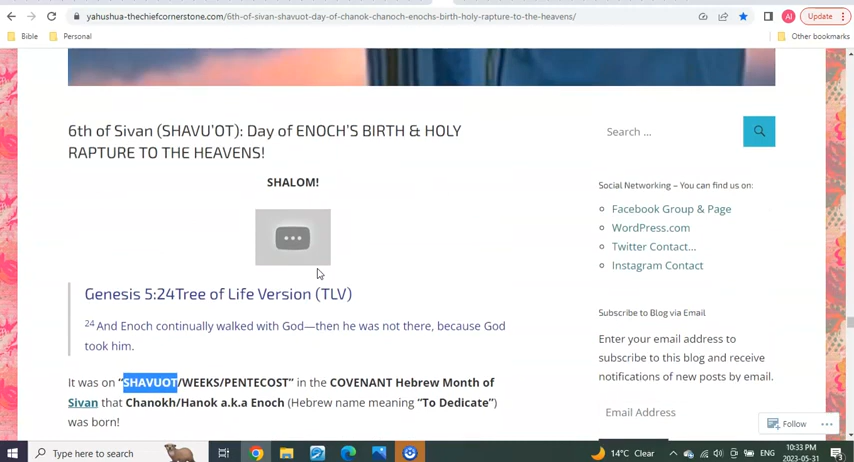 yahushua-thechiefcornerstone.com/6th-of-sivan-shavuot-day-of-chanok-chanoch-enochs-birth-holy-rapture-to-the-heavens/
AI
Update
Bible
Personal
Other bookmarks
6th of Sivan (SHAVU'OT): Day of ENOCH'S BIRTH & HOLY
RAPTURE TO THE HEAVENS!
SHALOM!
Genesis 5:24Tree of Life Version (TLV)
24 And Enoch continually walked with God—then he was not there, because God
took him.
It was on "SHAVUOT/WEEKS/PENTECOST" in the COVENANT Hebrew Month of
Sivan that Chanokh/Hanok a.k.a Enoch (Hebrew name meaning "To Dedicate")
was born!
Search …
Social Networking – You can find us on:
Facebook Group & Page
WordPress.com
Twitter Contact…
Instagram Contact
Subscribe to Blog via Email
Enter your email address to
subscribe to this blog and receive
notifications of new posts by email.
Email Address
Follow
Type here to search
14°C Clear
ENG
10:33 PM
2023-05-31
3